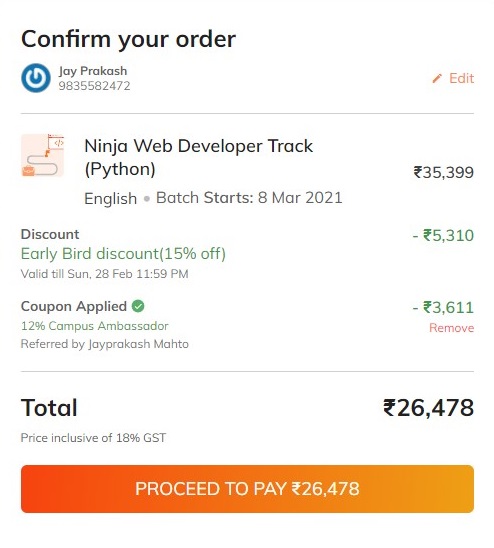 Confirm your order
Jay Prakash
9835582472
Edit
Ninja Web Developer Track
(Python)
₹35,399
English • Batch Starts: 8 Mar 2021
Discount
- ₹5,310
Early Bird discount(15% off)
Valid till Sun, 28 Feb 11:59 PM
Coupon Applied
- ₹3,611
12% Campus Ambassador
Remove
Referred by Jayprakash Mahto
Total
₹26,478
Price inclusive of 18% GST
PROCEED TO PAY ₹26,478